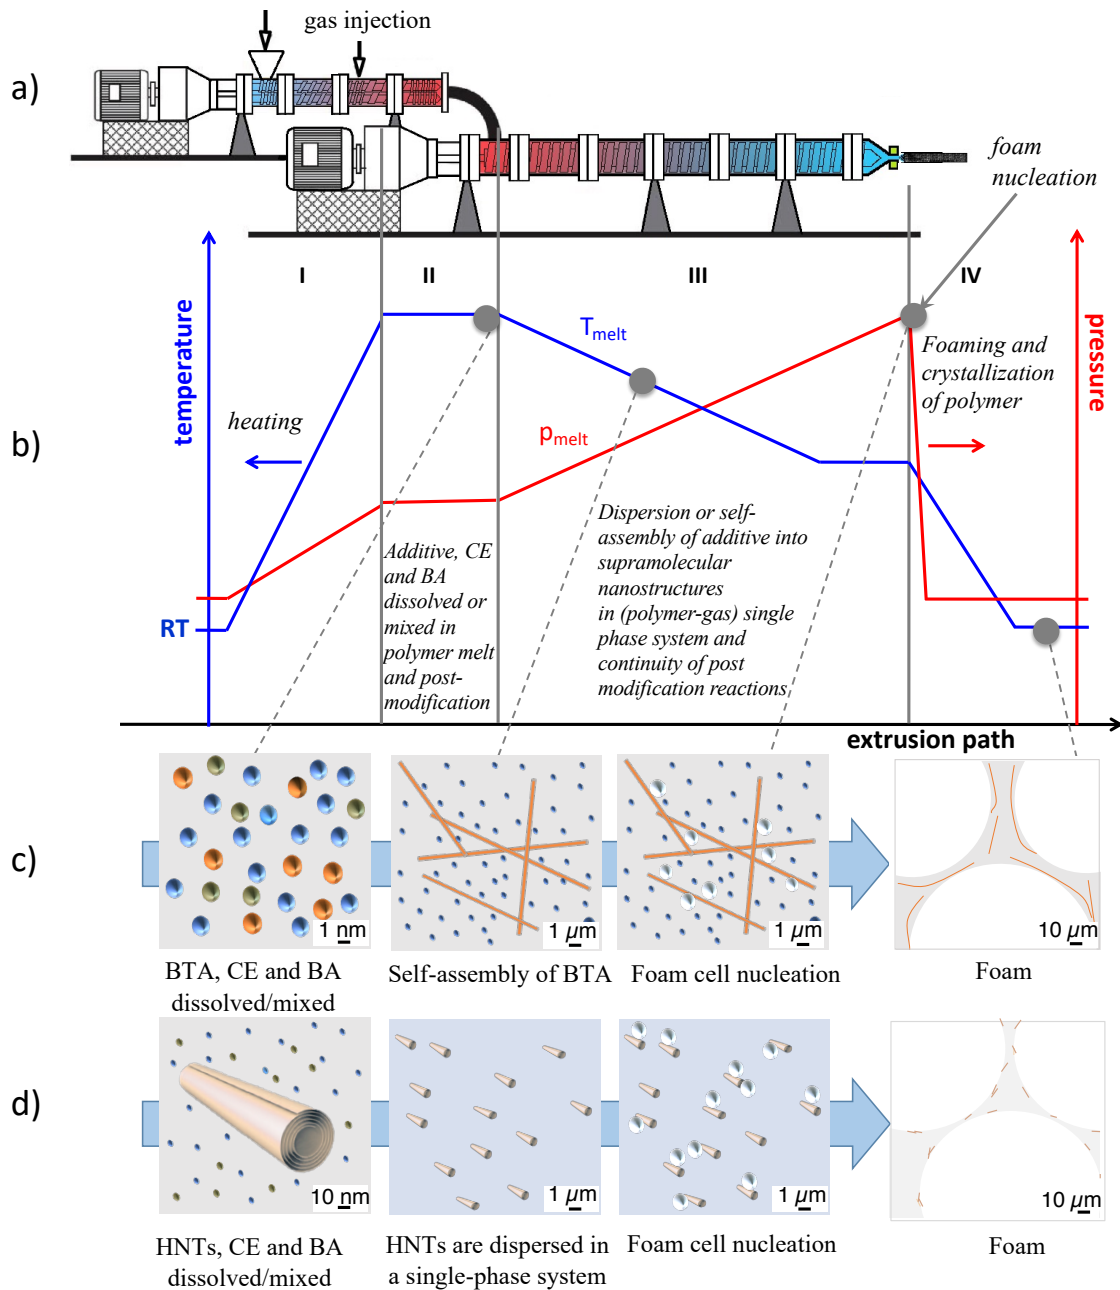 gas injection
a)
foam
nucleation
I
II
III
IV
temperature
pressure
T_melt
heating
Foaming and
crystallization
of polymer
b)
p_melt
Additive, CE
and BA
dissolved or
mixed in
polymer melt
and post-
modification
Dispersion or self-
assembly of additive into
supramolecular
nanostructures
in (polymer-gas) single
phase system and
continuity of post
modification reactions
RT
extrusion path
c)
1 nm
1 µm
1 µm
10 µm
BTA, CE and BA
dissolved/mixed
Self-assembly of BTA
Foam cell nucleation
Foam
d)
10 nm
1 µm
1 µm
10 µm
HNTs, CE and BA
dissolved/mixed
HNTs are dispersed in
a single-phase system
Foam cell nucleation
Foam